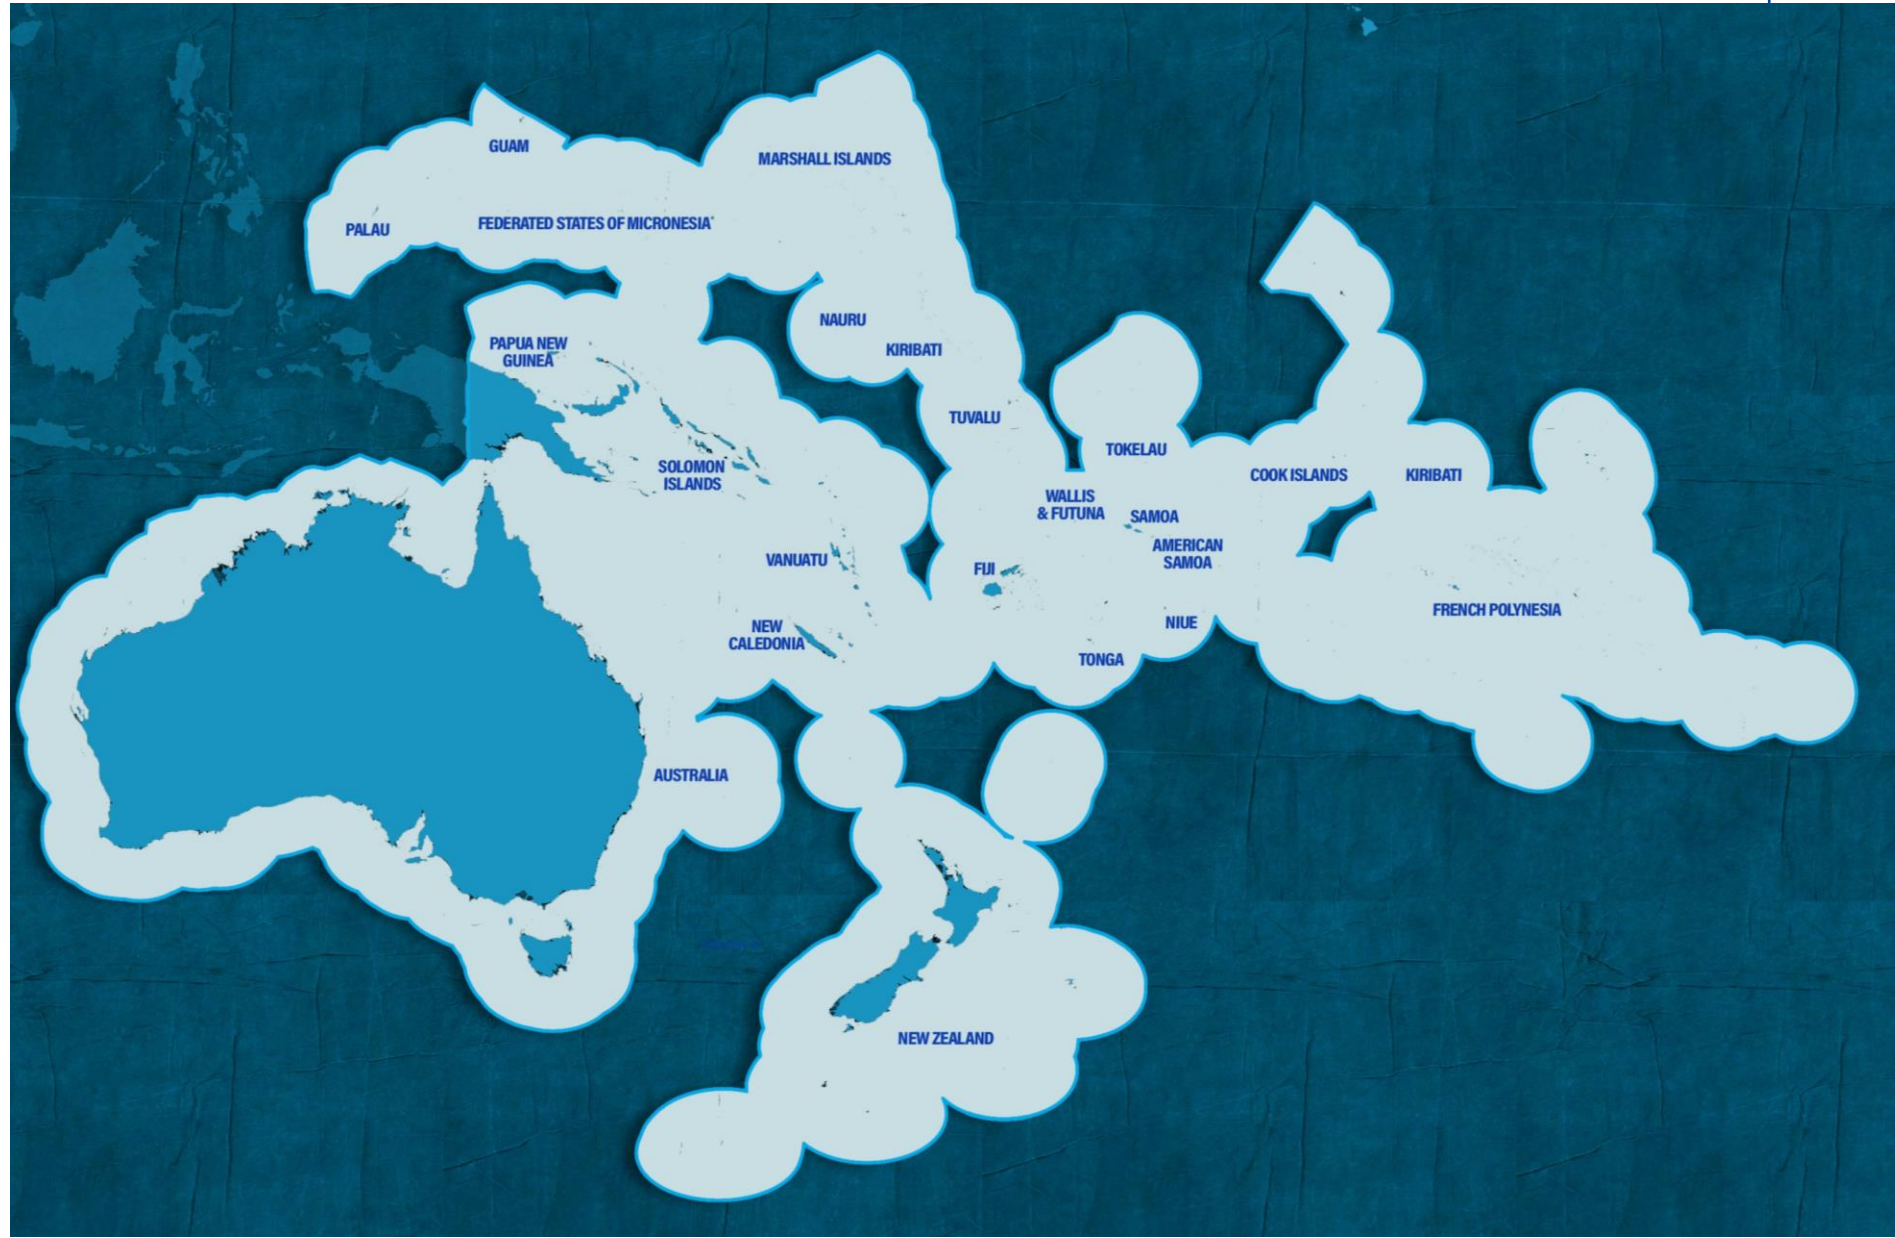 GUAM
MARSHALL ISLANDS
PALAU
FEDERATED STATES OF MICRONESIA
NAURU
PAPUA NEW
GUINEA
KIRIBATI
TUVALU
TOKELAU
SOLOMON
ISLANDS
COOK ISLANDS
KIRIBATI
WALLIS
& FUTUNA
SAMOA
AMERICAN
SAMOA
VANUATU
FIJI
FRENCH POLYNESIA
NIUE
NEW
CALEDONIA
TONGA
AUSTRALIA
NEW ZEALAND